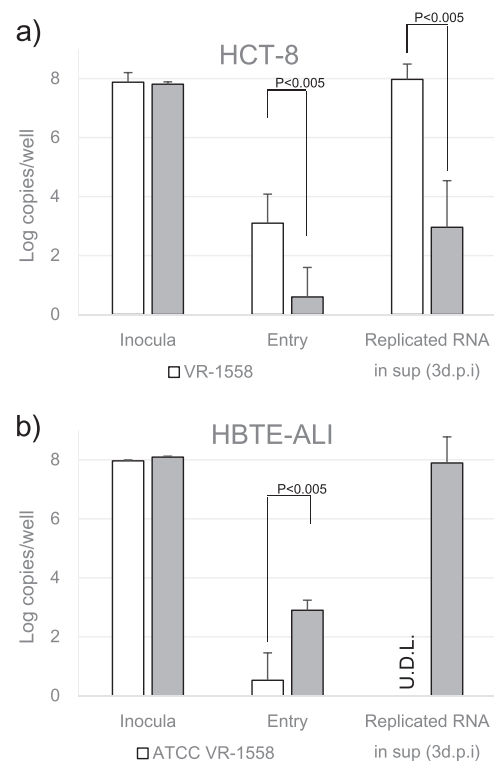 a)
HCT-8
P<0.005
P<0.005
Log copies/well
8
6
4
2
0
Inocula
Entry
Replicated RNA
in sup (3d.p.i)
VR-1558
b)
HBTE-ALI
P<0.005
Log copies/well
8
6
4
2
0
U.D.L.
Inocula
Entry
Replicated RNA
in sup (3d.p.i)
ATCC VR-1558